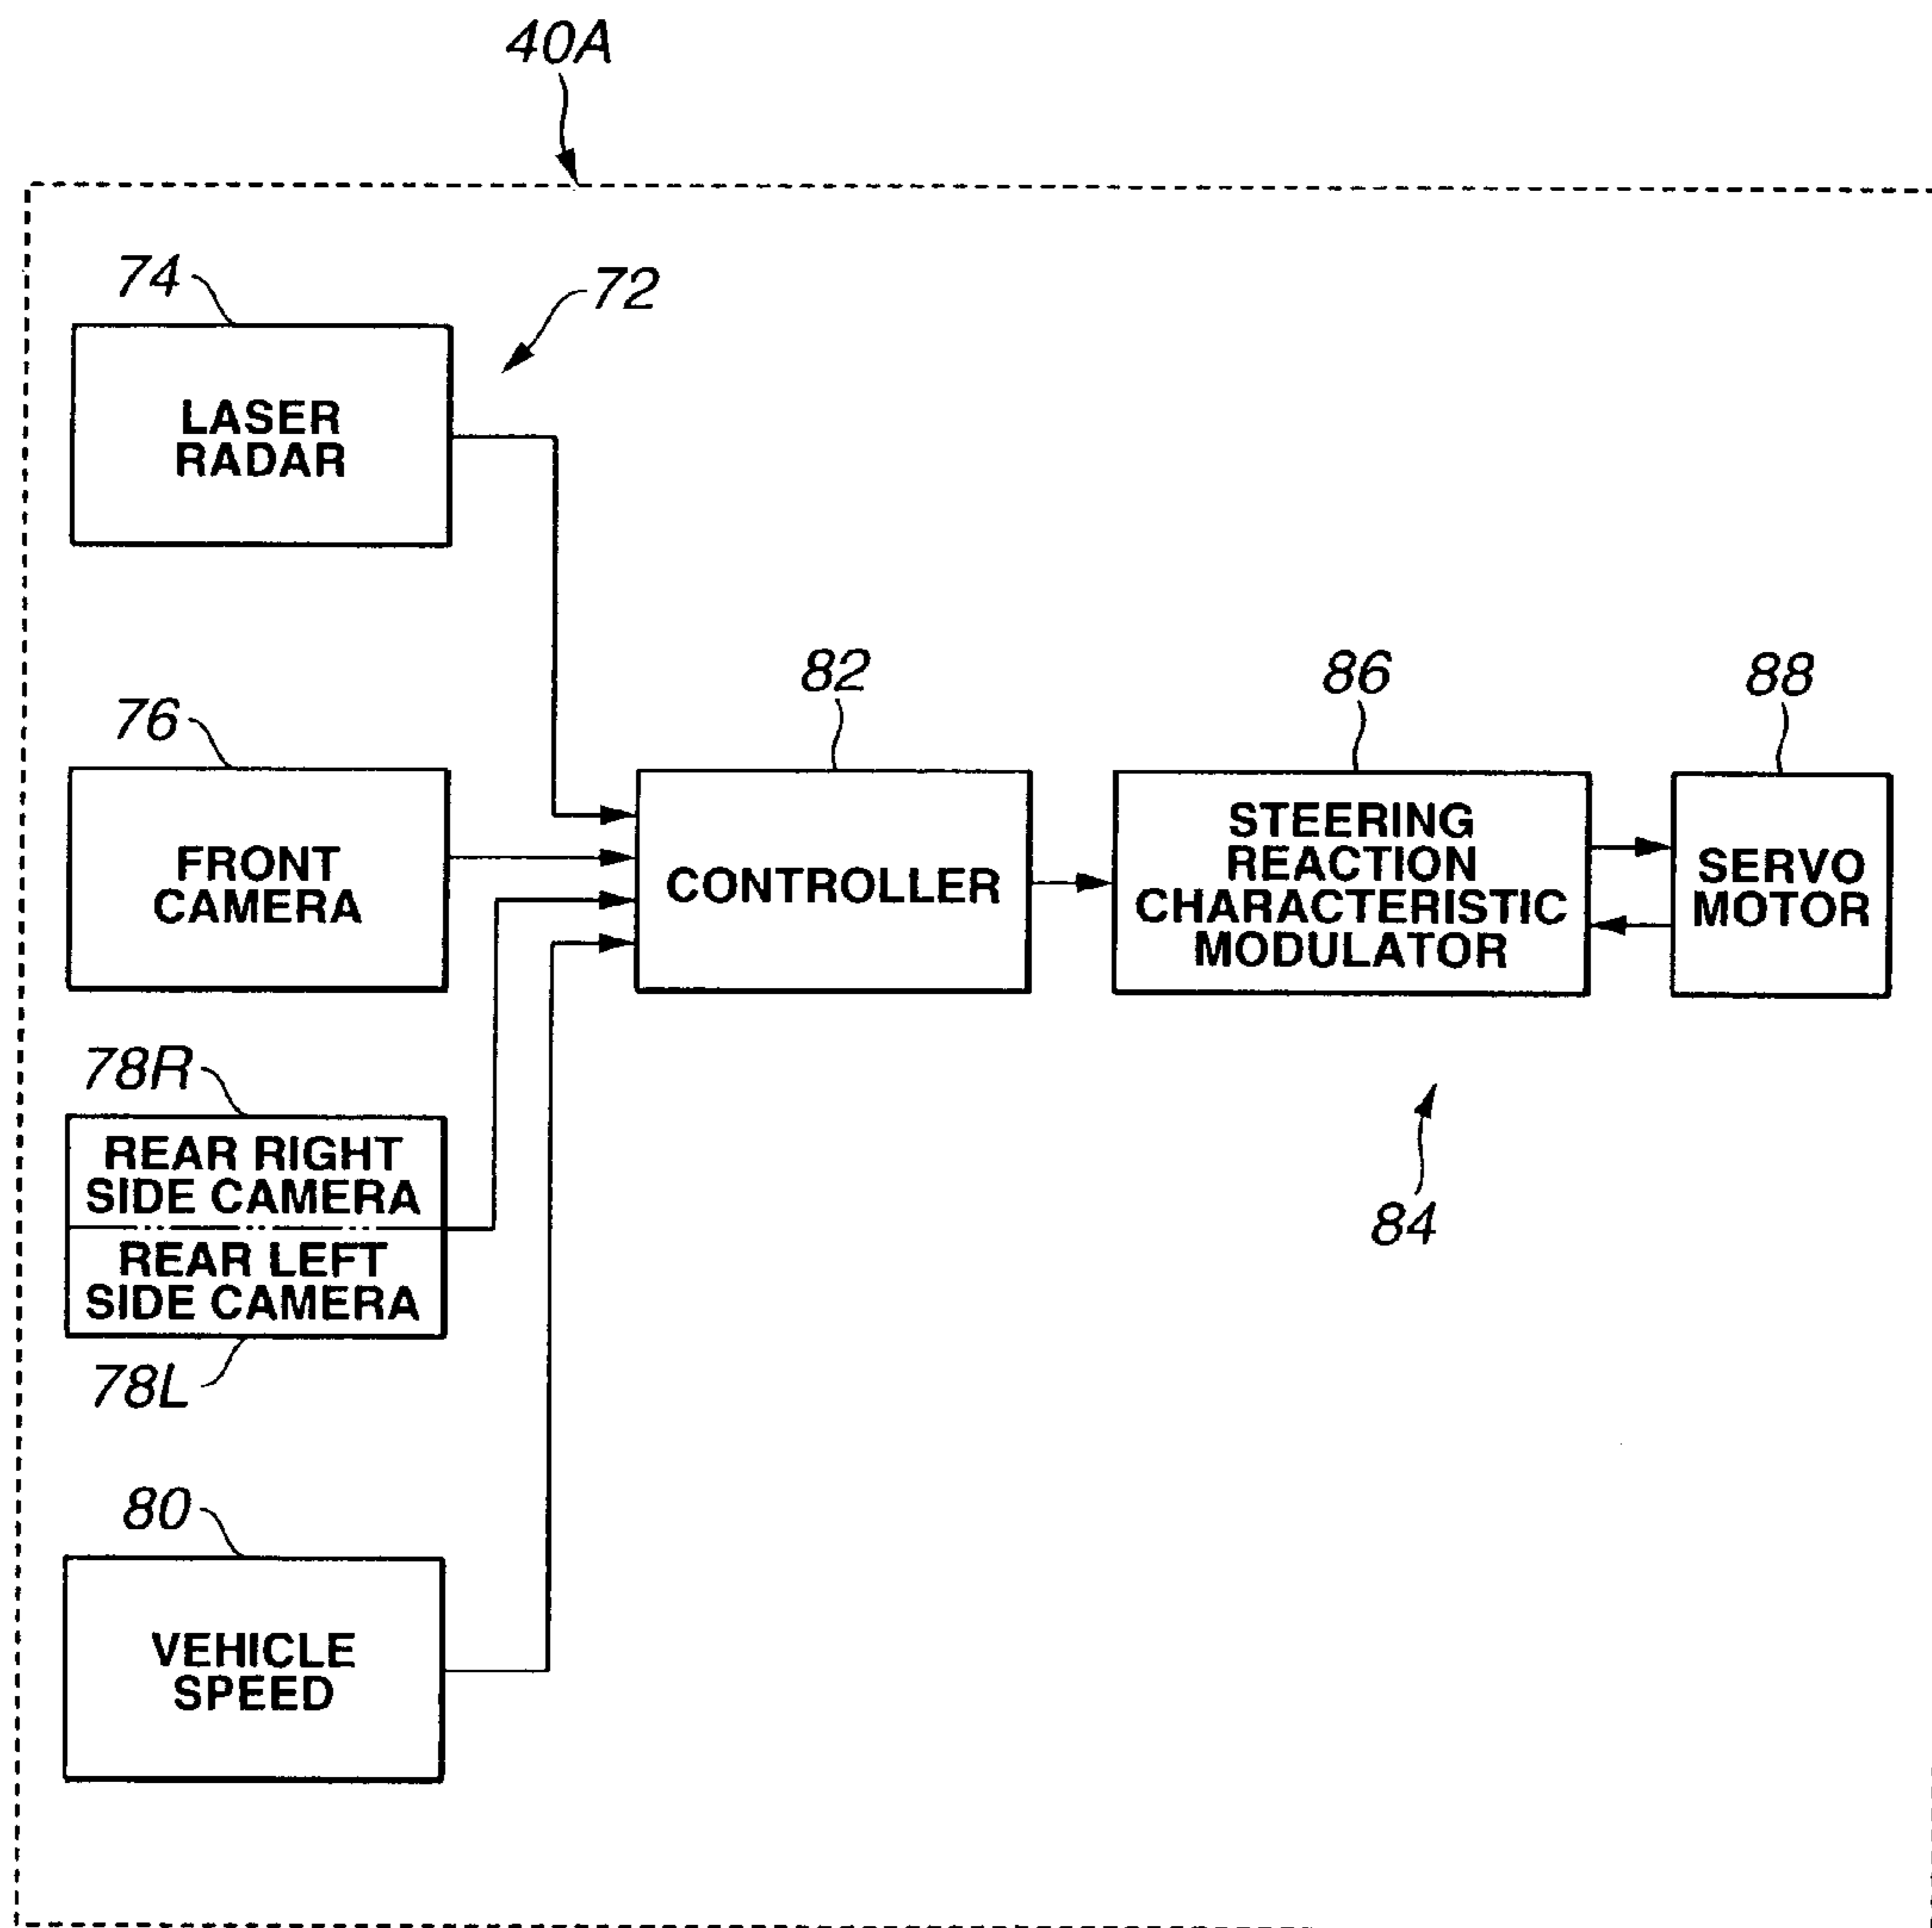 40A
74
72
LASER
RADAR
76
FRONT
CAMERA
82
CONTROLLER
86
STEERING
REACTION
CHARACTERISTIC
MODULATOR
88
SERVO
MOTOR
78R
REAR RIGHT
SIDE CAMERA
REAR LEFT
SIDE CAMERA
78L
84
80
VEHICLE
SPEED